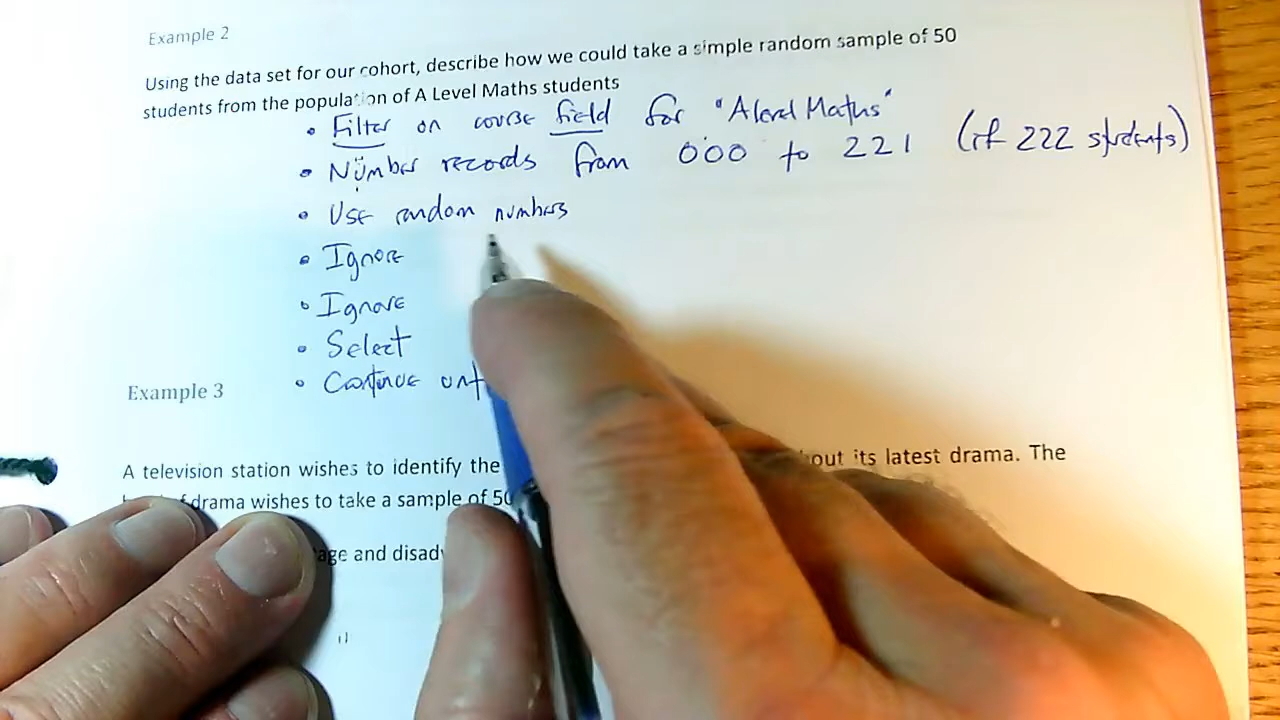 Example 2
Using the data set for our cohort, describe how we could take a simple random sample of 50
students from the population of A Level Maths students
• Filter on course field for "A level Maths"
• Number records from 000 to 221 (if 222 students)
• Use random numbers
• Ignore
• Ignore
• Select
• Continue unt
Example 3
A television station wishes to identify the out its latest drama. The
drama wishes to take a sample of 50
age and disadv